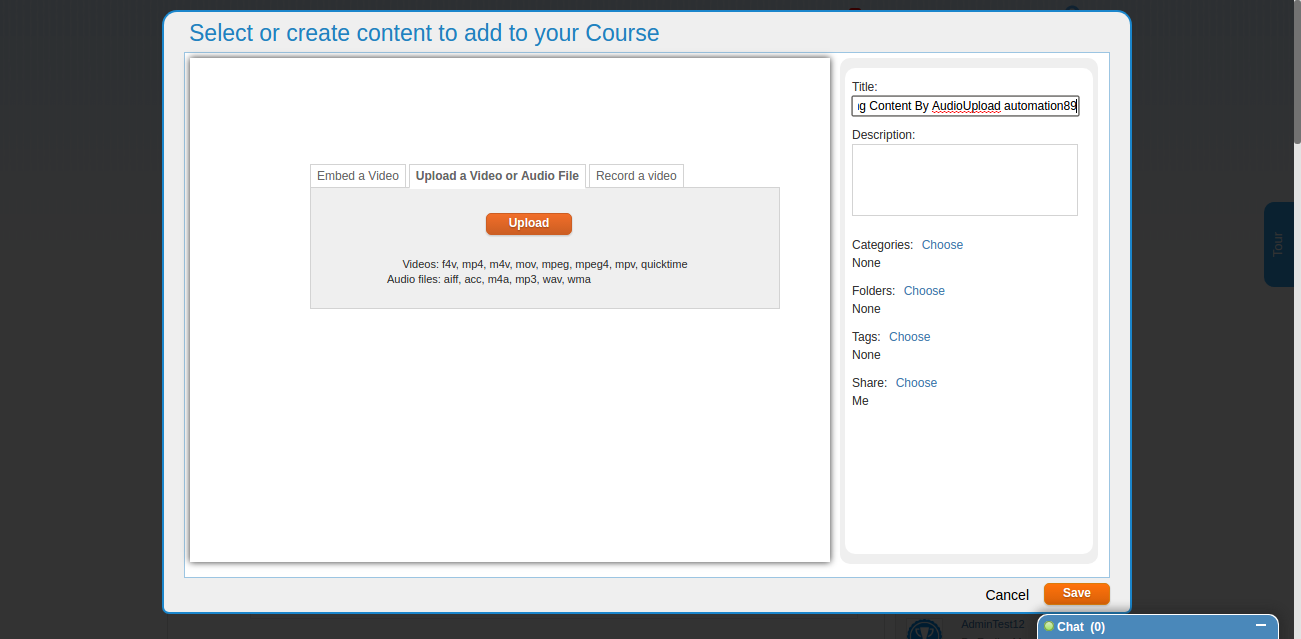 Select or create content to add to your Course
Embed a Video
Upload a Video or Audio File
Record a video
Upload
Videos: f4v, mp4, m4v, mov, mpeg, mpeg4, mpv, quicktime
Audio files: aiff, acc, m4a, mp3, wav, wma
Title:
g Content By AudioUpload automation89
Description:
Categories: Choose
None
Folders: Choose
None
Tags: Choose
None
Share: Choose
Me
Tour
Cancel
Save
AdminTest12
Chat (0)